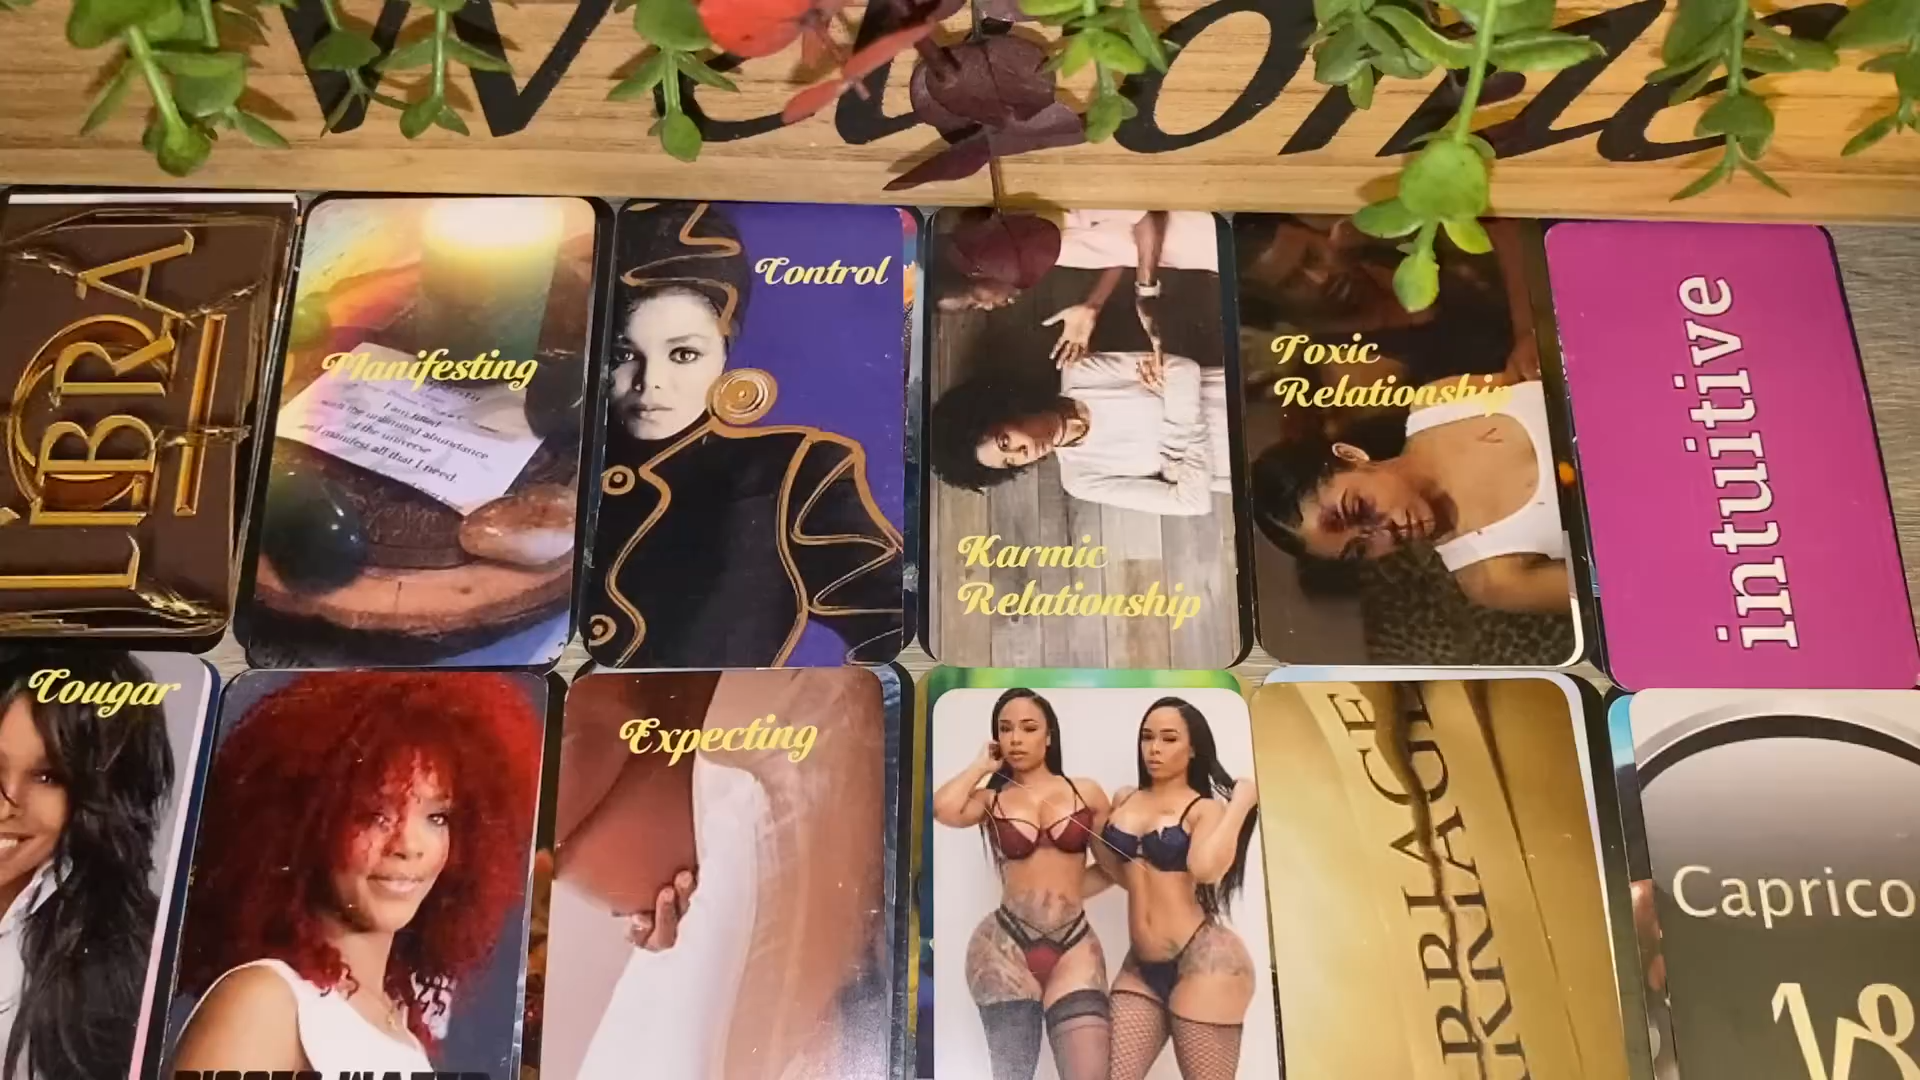 Welcome
LIBRA
Manifesting
I am filled
with the unlimited abundance
of the universe
and manifest all that I need.
Control
Karmic
Relationship
Toxic
Relationship
intuitive
Cougar
Expecting
Caprico